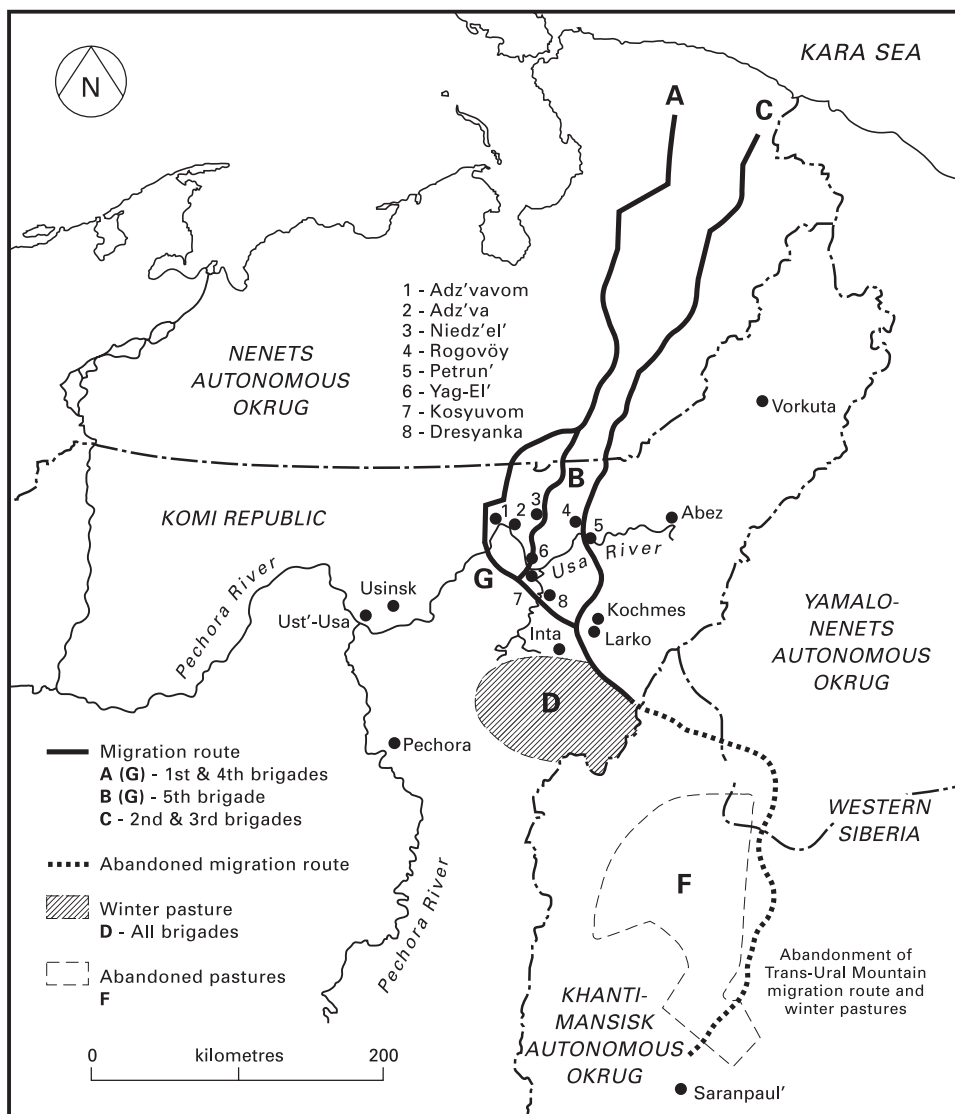 KARA SEA
N
A
C
1 - Adz'vavom
2 - Adz'va
3 - Niedz'el'
4 - Rogovöy
5 - Petrun'
6 - Yag-El'
7 - Kosyuvom
8 - Dresyanka
NENETS
AUTONOMOUS
OKRUG
Vorkuta
B
KOMI REPUBLIC
1
2
3
4
5
Abez
6
Usa River
G
7
8
Pechora River
Usinsk
Ust'-Usa
Kochmes
Larko
Inta
YAMALO-
NENETS
AUTONOMOUS
OKRUG
D
Pechora
Migration route
A (G) - 1st & 4th brigades
B (G) - 5th brigade
C - 2nd & 3rd brigades
Abandoned migration route
Winter pasture
D - All brigades
Abandoned pastures
F
Pechora River
WESTERN
SIBERIA
F
Abandonment of
Trans-Ural Mountain
migration route and
winter pastures
KHANTI-
MANSISK
AUTONOMOUS
OKRUG
Saranpaul'
0 kilometres 200